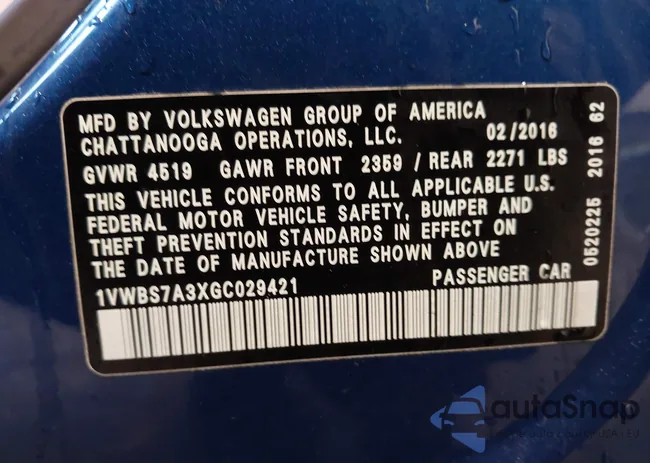 MFD BY VOLKSWAGEN GROUP OF AMERICA
CHATTANOOGA OPERATIONS, LLC. 02/2016
GVWR 4519 GAWR FRONT 2359 / REAR 2271 LBS
THIS VEHICLE CONFORMS TO ALL APPLICABLE U.S.
FEDERAL MOTOR VEHICLE SAFETY, BUMPER AND
THEFT PREVENTION STANDARDS IN EFFECT ON
THE DATE OF MANUFACTURE SHOWN ABOVE
1VWBS7A3XGC029421 PASSENGER CAR
0520225 2016 62
autoSnap